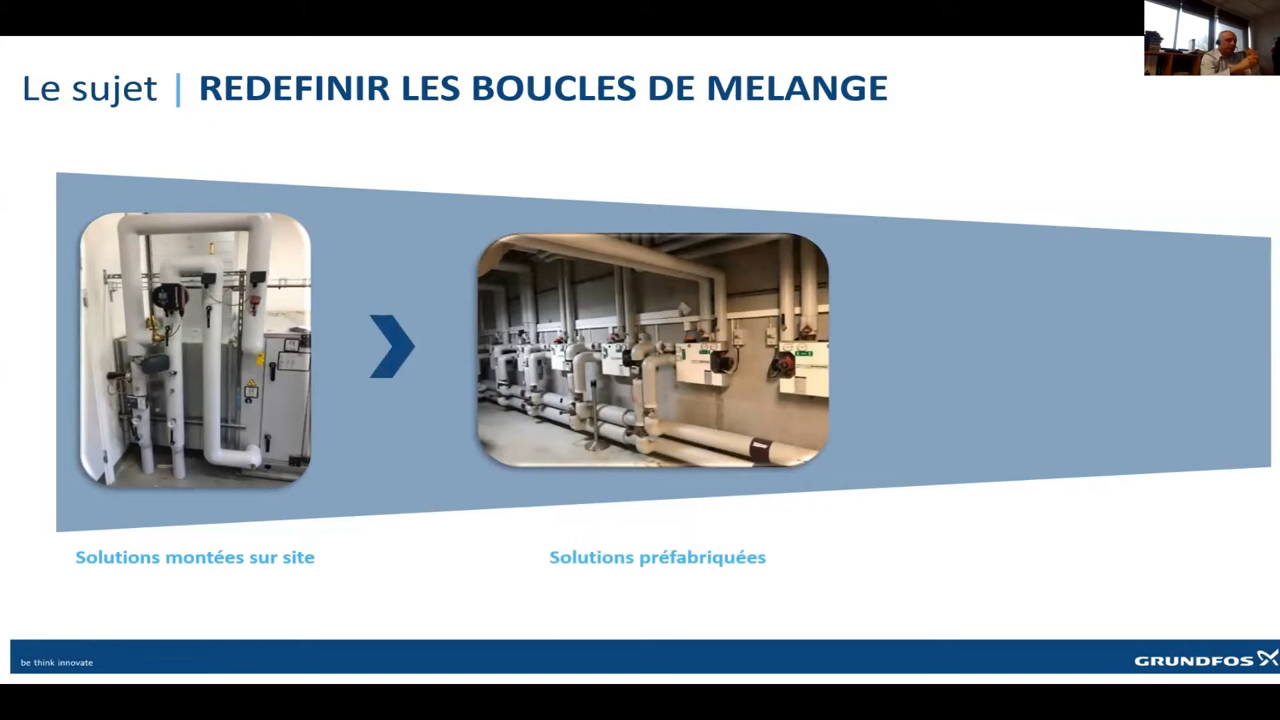 Le sujet | REDEFINIR LES BOUCLES DE MELANGE
Solutions montées sur site
Solutions préfabriquées
be think innovate
GRUNDFOS